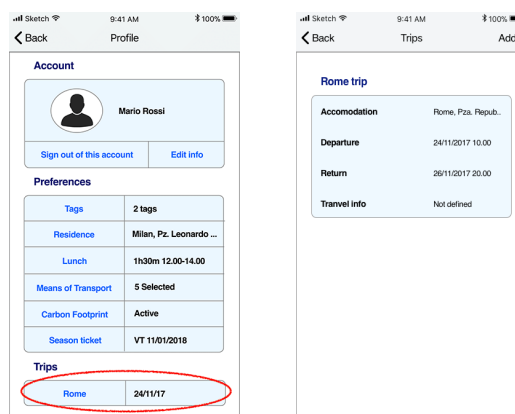 Sketch 9:41 AM 100%
Back Profile
Account
Mario Rossi
Sign out of this account Edit info
Preferences
Tags 2 tags
Residence Milan, Pz. Leonardo ...
Lunch 1h30m 12.00-14.00
Means of Transport 5 Selected
Carbon Footprint Active
Season ticket VT 11/01/2018
Trips
Rome 24/11/17
Sketch 9:41 AM 100%
Back Trips Add
Rome trip
Accomodation Rome, Pza. Repub..
Departure 24/11/2017 10.00
Return 26/11/2017 20.00
Tranvel info Not defined